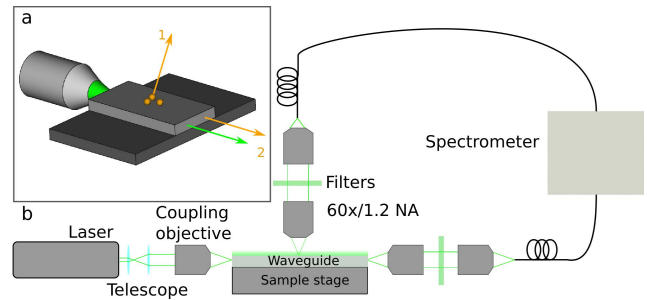 a
1
2
b
Laser
Telescope
Coupling
objective
Filters
60x/1.2 NA
Waveguide
Sample stage
Spectrometer